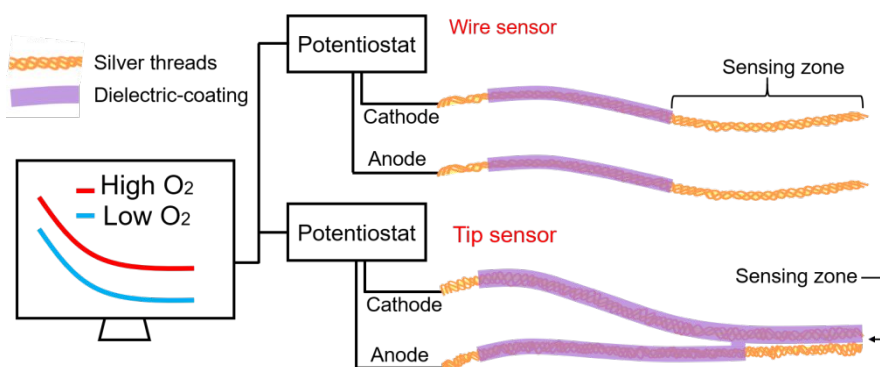 Silver threads
Dielectric-coating
High O2
Low O2
Potentiostat
Wire sensor
Sensing zone
Cathode
Anode
Potentiostat
Tip sensor
Sensing zone
Cathode
Anode